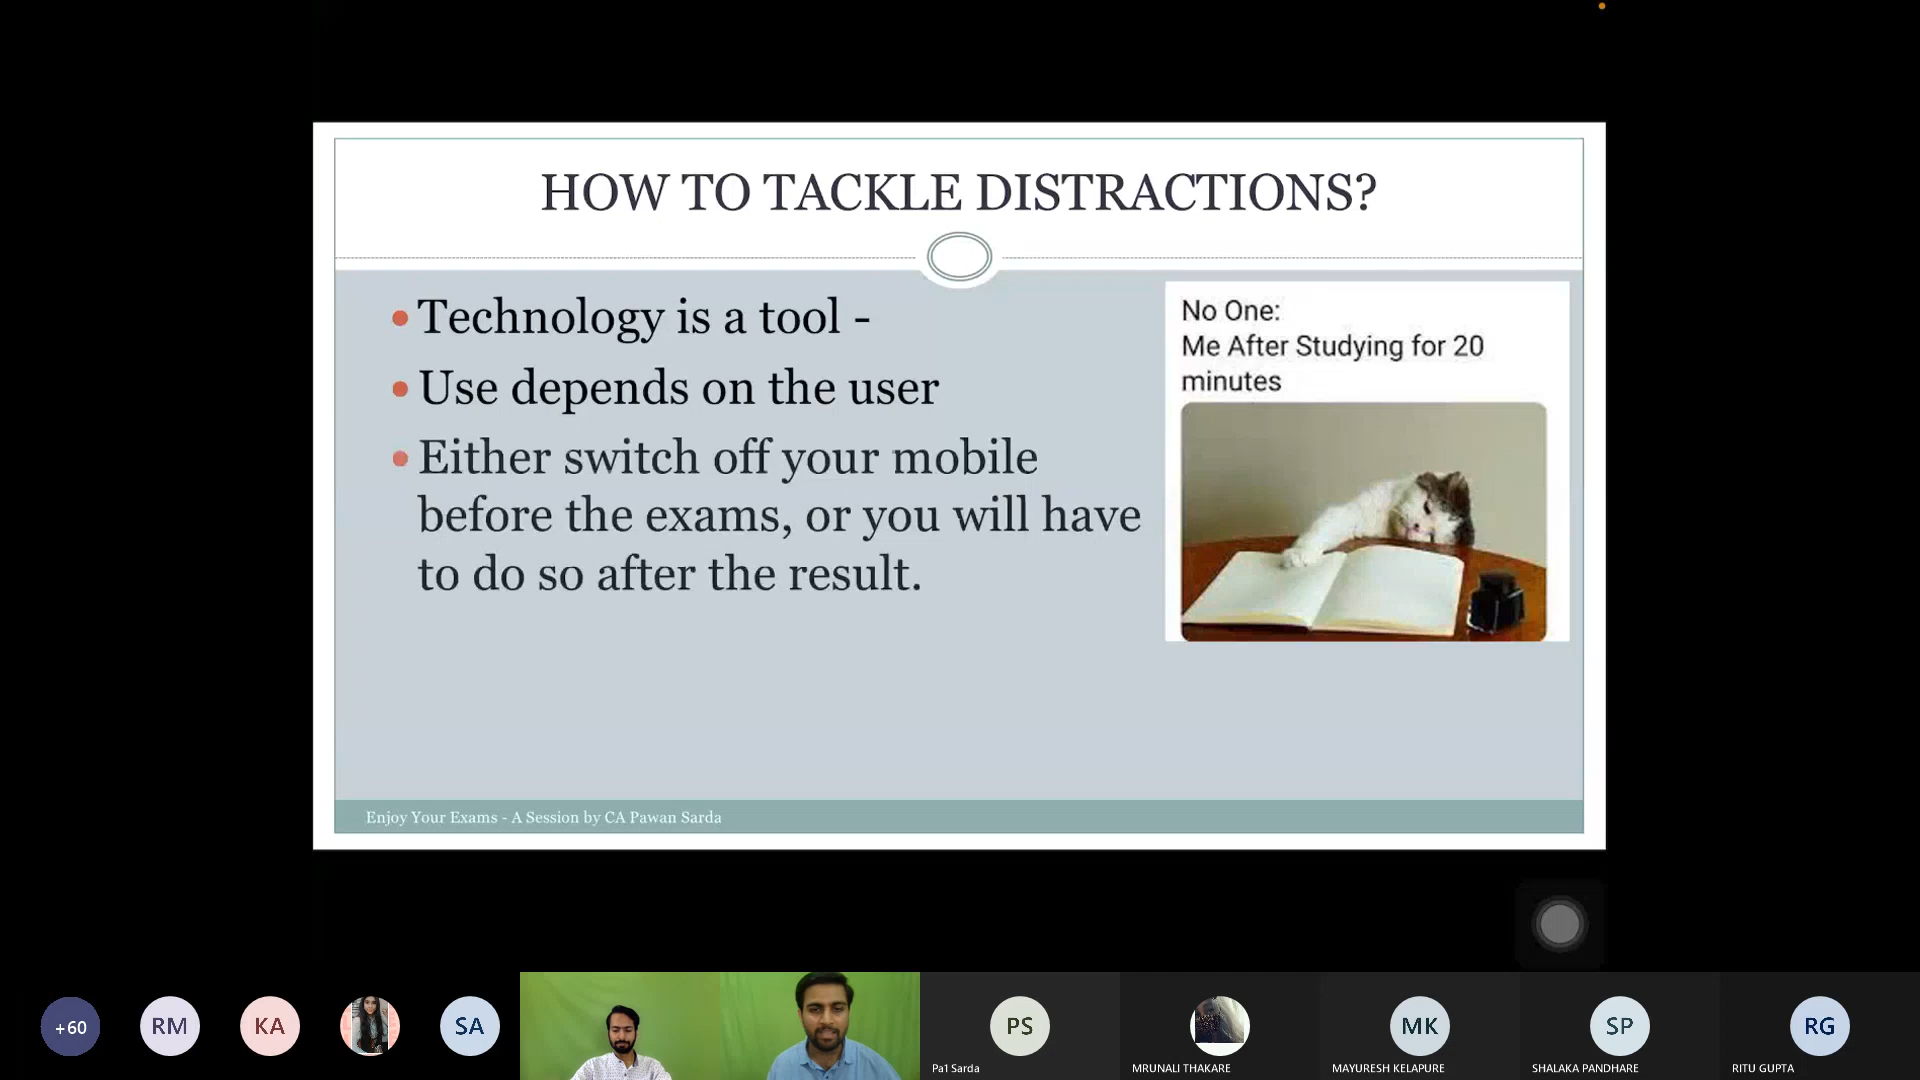 HOW TO TACKLE DISTRACTIONS?
Technology is a tool -
Use depends on the user
Either switch off your mobile
before the exams, or you will have
to do so after the result.
No One:
Me After Studying for 20
minutes
Enjoy Your Exams - A Session by CA Pawan Sarda
+60
RM
KA
SA
PS
Pa1 Sarda
MRUNALI THAKARE
MK
MAYURESH KELAPURE
SP
SHALAKA PANDHARE
RG
RITU GUPTA